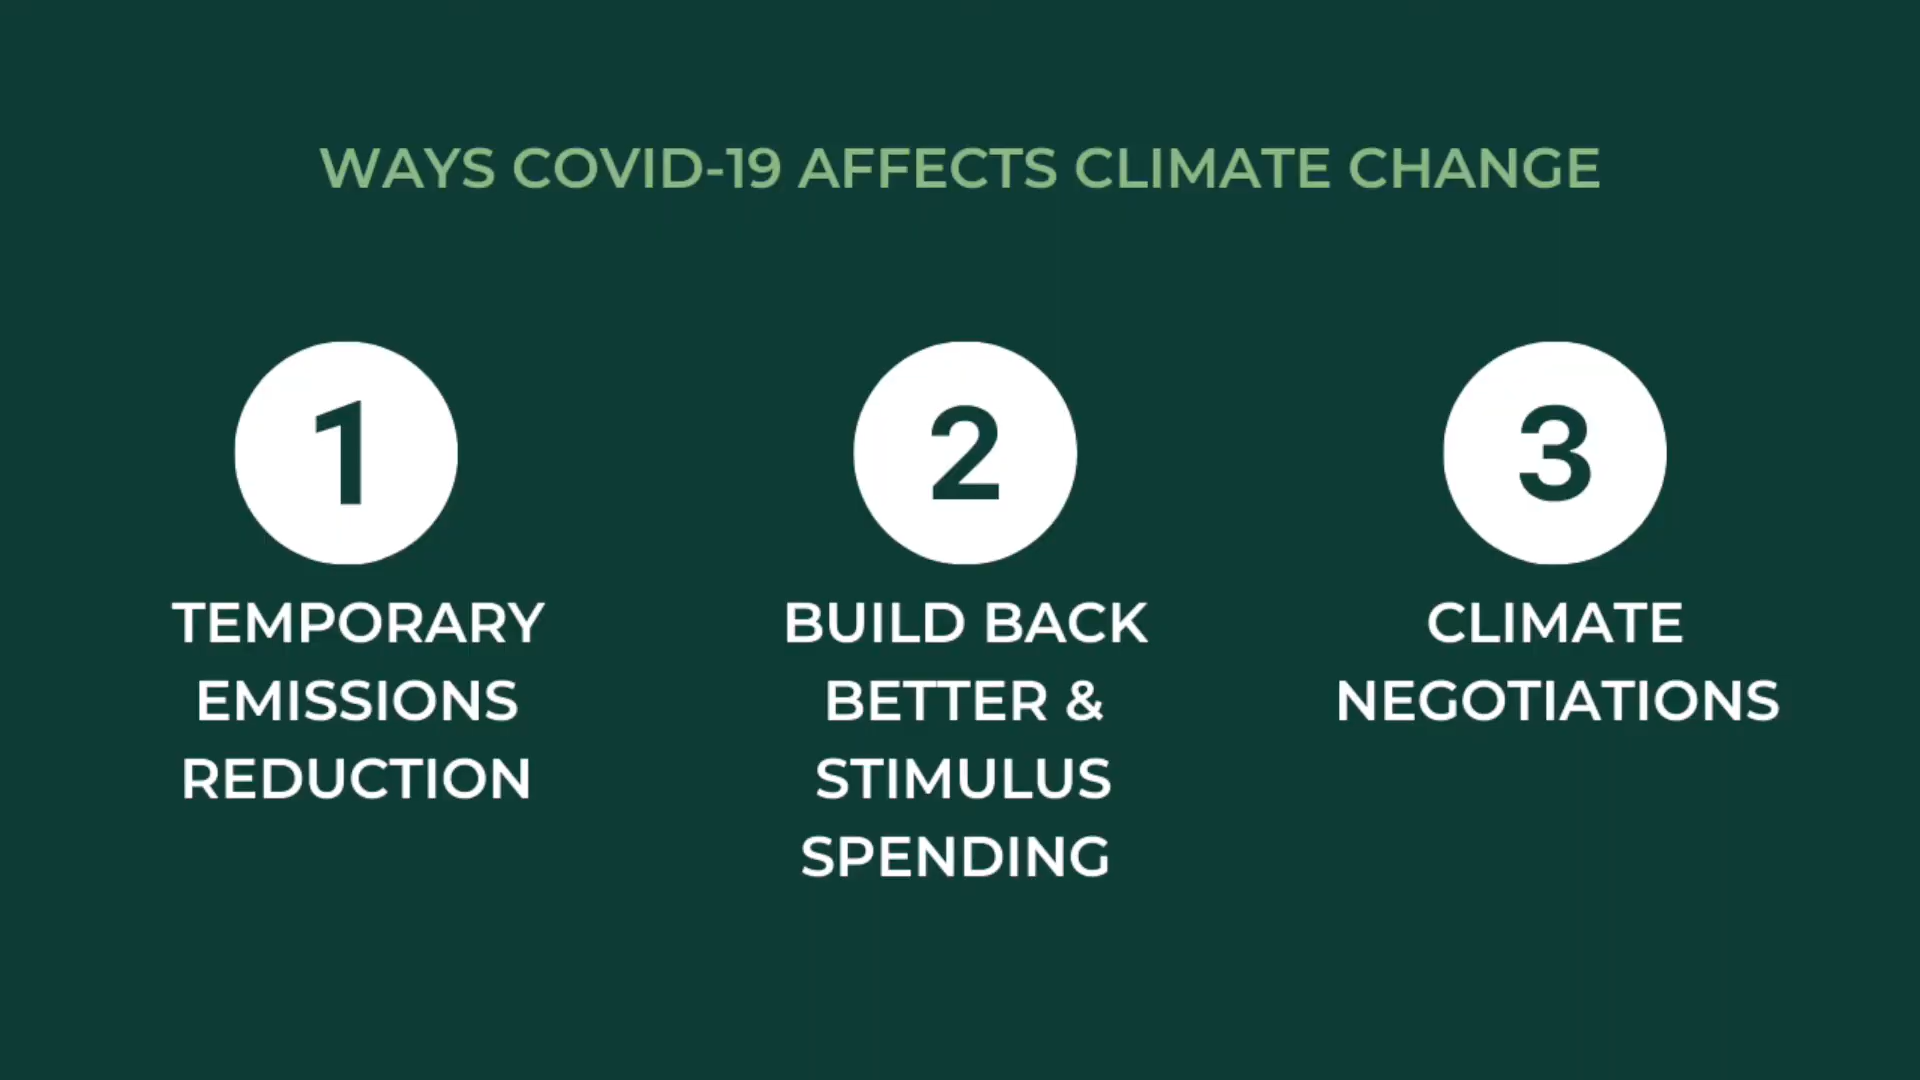 WAYS COVID-19 AFFECTS CLIMATE CHANGE
1
TEMPORARY
EMISSIONS
REDUCTION
2
BUILD BACK
BETTER &
STIMULUS
SPENDING
3
CLIMATE
NEGOTIATIONS